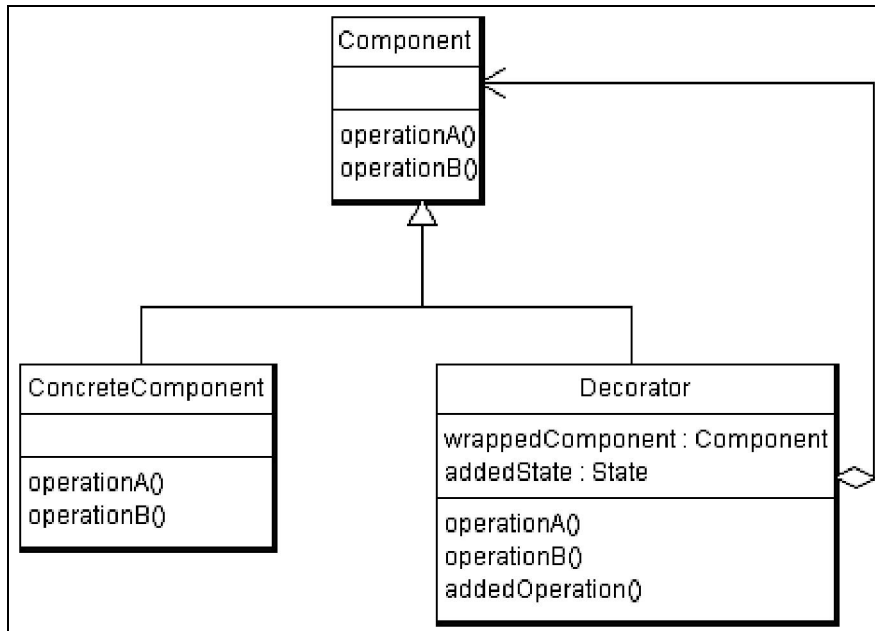 Component
operationA()
operationB()
ConcreteComponent
operationA()
operationB()
Decorator
wrappedComponent : Component
addedState : State
operationA()
operationB()
addedOperation()